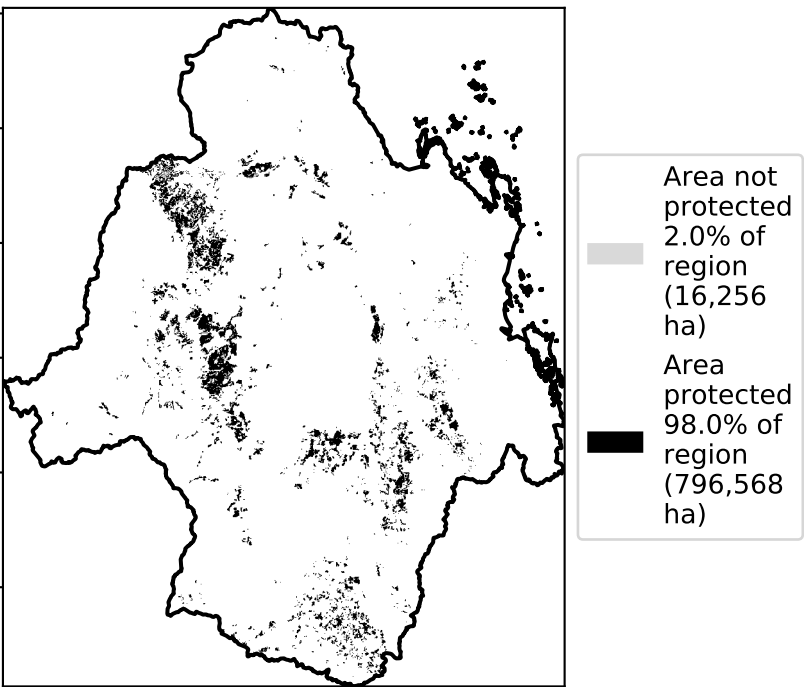 Area not
protected
2.0% of
region
(16,256
ha)
Area
protected
98.0% of
region
(796,568
ha)